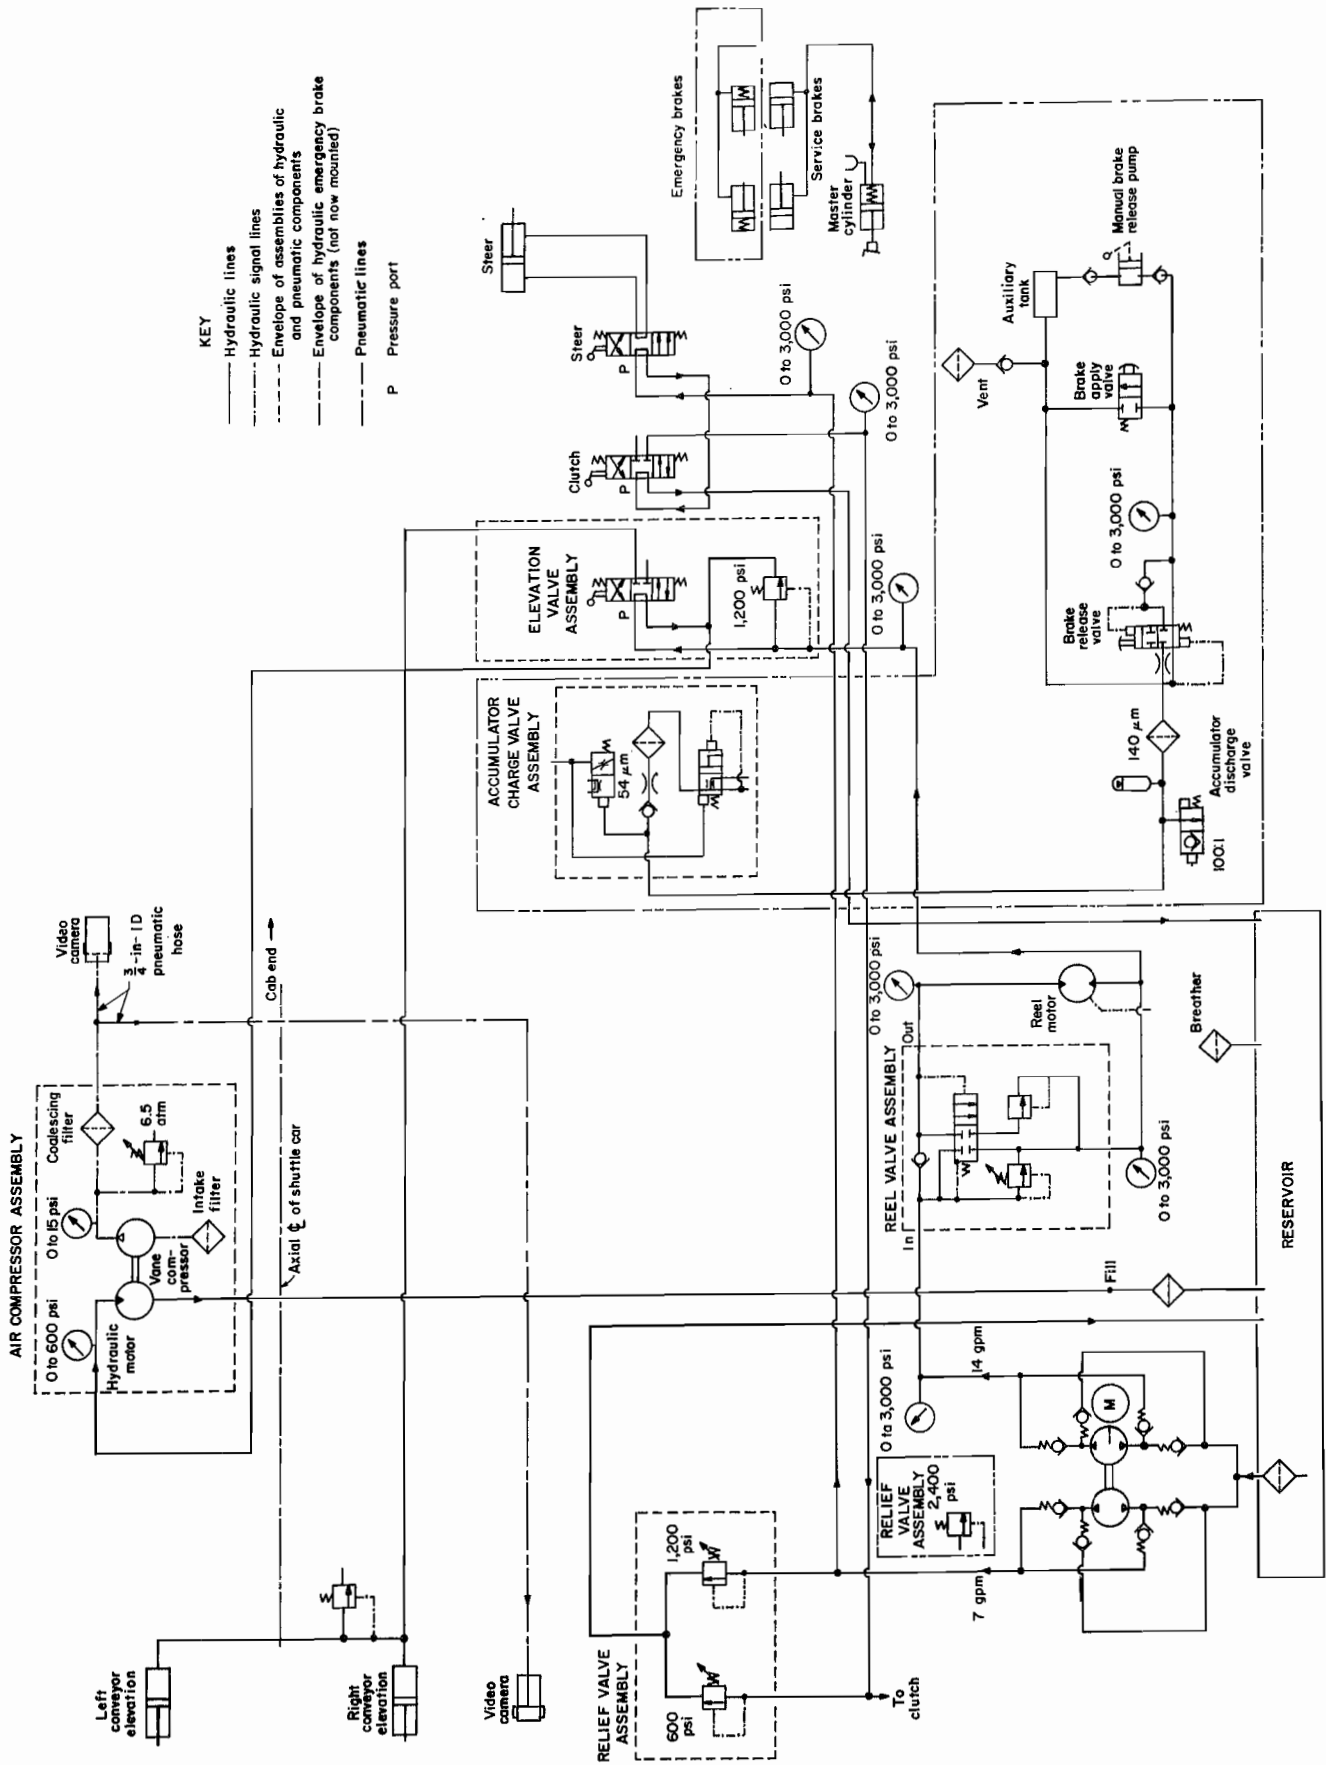 KEY
Hydraulic lines
Hydraulic signal lines
Envelope of assemblies of hydraulic
and pneumatic components
Envelope of hydraulic emergency brake
components (not now mounted)
Pneumatic lines
P Pressure port
AIR COMPRESSOR ASSEMBLY
0 to 600 psi
Hydraulic
motor
0 to 15 psi
Vane
com-
pressor
Intake
filter
Coalescing
filter
6.5
atm
Video
camera
3/4-in-ID
pneumatic
hose
Cab end
Axial ℄ of shuttle car
Left
conveyor
elevation
Right
conveyor
elevation
Video
camera
RELIEF VALVE
ASSEMBLY
600
psi
1,200
psi
To
clutch
ACCUMULATOR
CHARGE VALVE
ASSEMBLY
54 μm
ELEVATION
VALVE
ASSEMBLY
P
1,200 psi
Clutch
P
Steer
P
Steer
0 to 3,000 psi
0 to 3,000 psi
0 to 3,000 psi
Emergency brakes
Service brakes
Master
cylinder
RELIEF
VALVE
ASSEMBLY
2,400
psi
0 to 3,000 psi
7 gpm
14 gpm
M
Fill
REEL VALVE ASSEMBLY
In
Out
0 to 3,000 psi
0 to 3,000 psi
Reel
motor
Breather
RESERVOIR
100:1
Accumulator
discharge
valve
140 μm
Brake
release
valve
0 to 3,000 psi
Brake
apply
valve
Vent
Auxiliary
tank
Manual brake
release pump